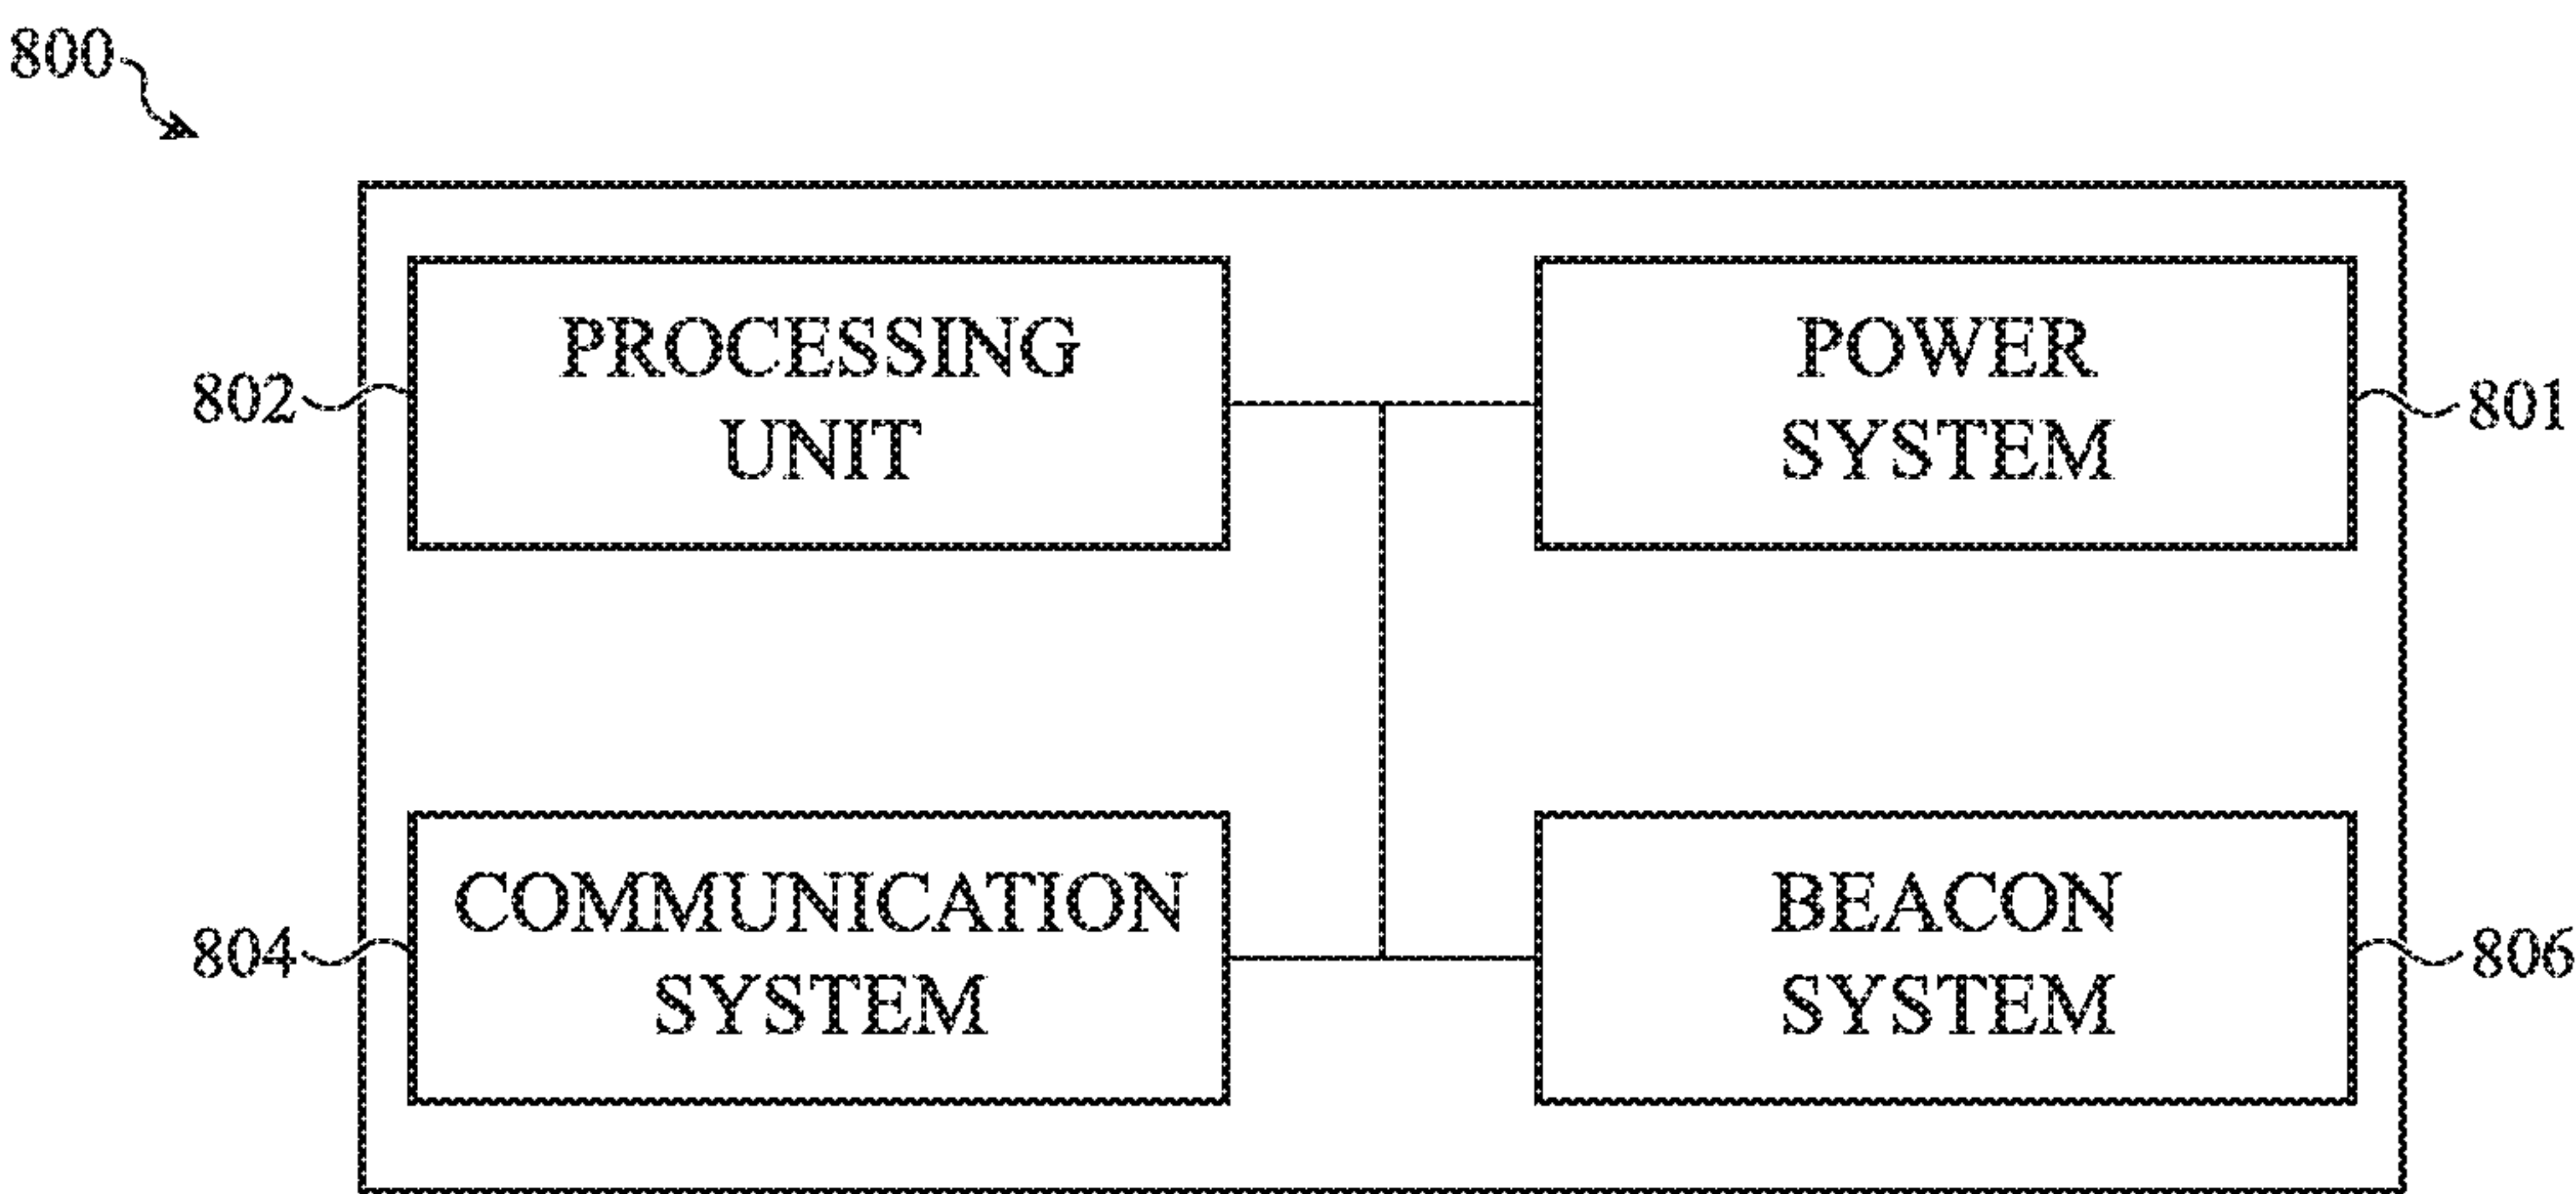 800
PROCESSING
UNIT
802
POWER
SYSTEM
801
COMMUNICATION
SYSTEM
804
BEACON
SYSTEM
806